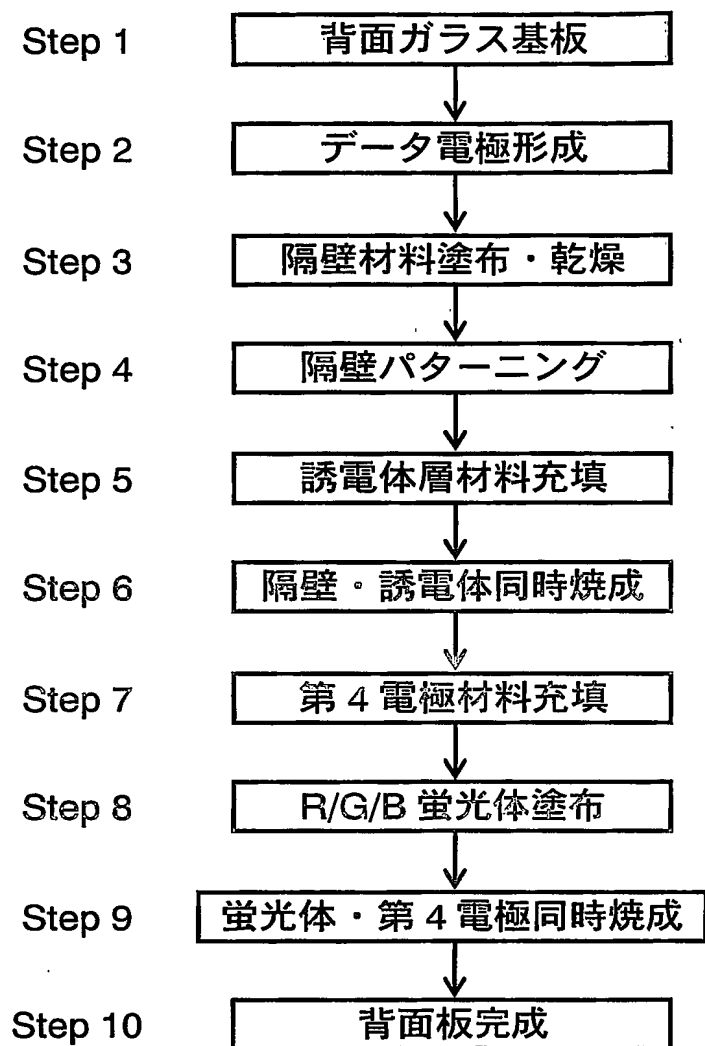 Step 1 背面ガラス基板
Step 2 データ電極形成
Step 3 隔壁材料塗布・乾燥
Step 4 隔壁パターニング
Step 5 誘電体層材料充填
Step 6 隔壁・誘電体同時焼成
Step 7 第4電極材料充填
Step 8 R/G/B 蛍光体塗布
Step 9 蛍光体・第4電極同時焼成
Step 10 背面板完成